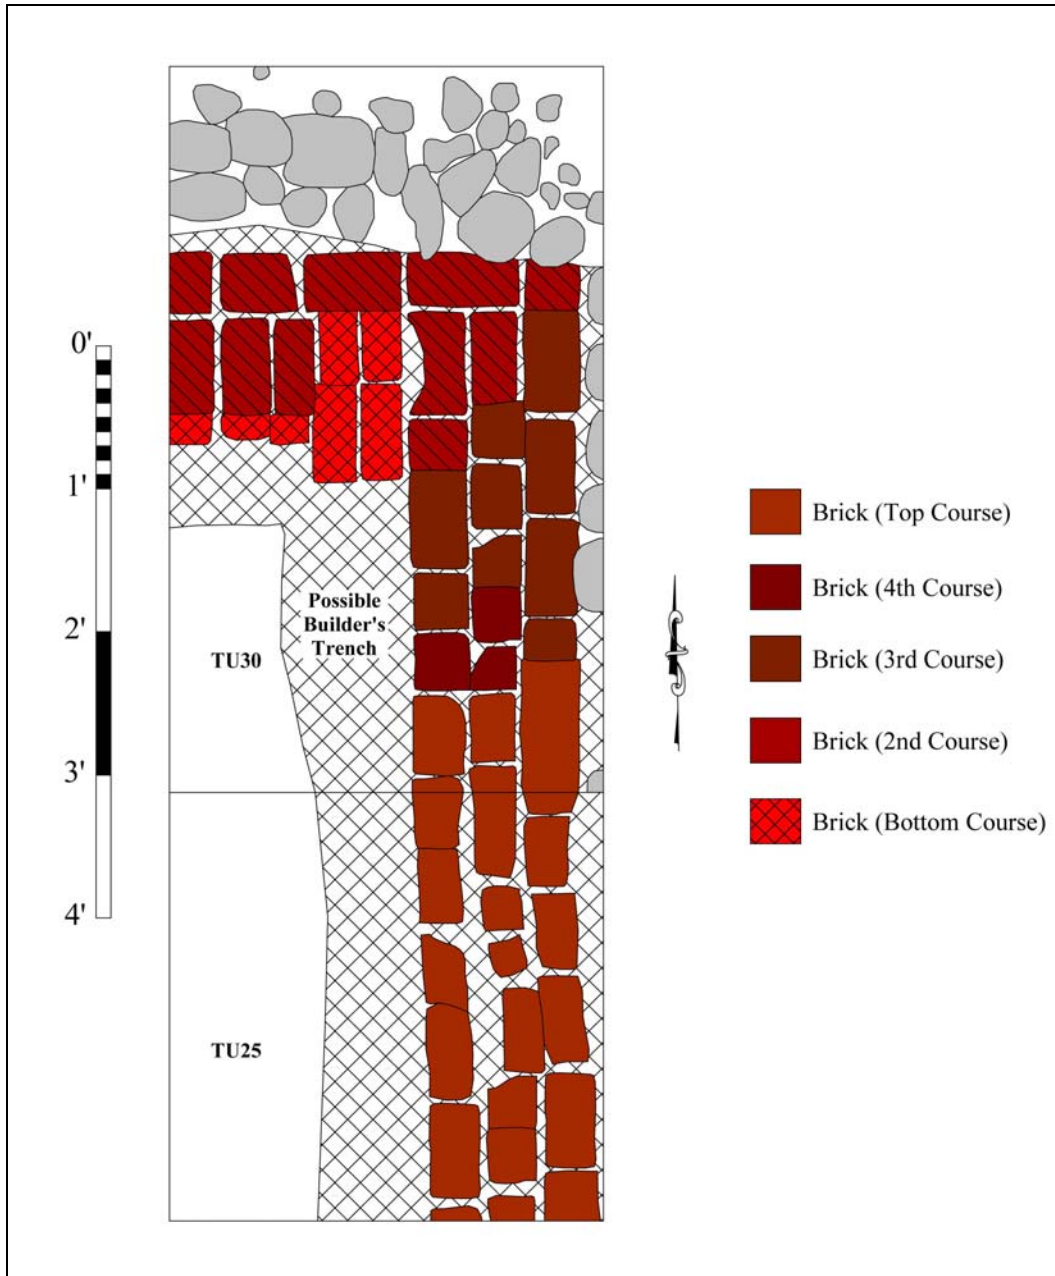 0'
1'
2'
3'
4'
Possible
Builder's
Trench
TU30
TU25
Brick (Top Course)
Brick (4th Course)
Brick (3rd Course)
Brick (2nd Course)
Brick (Bottom Course)